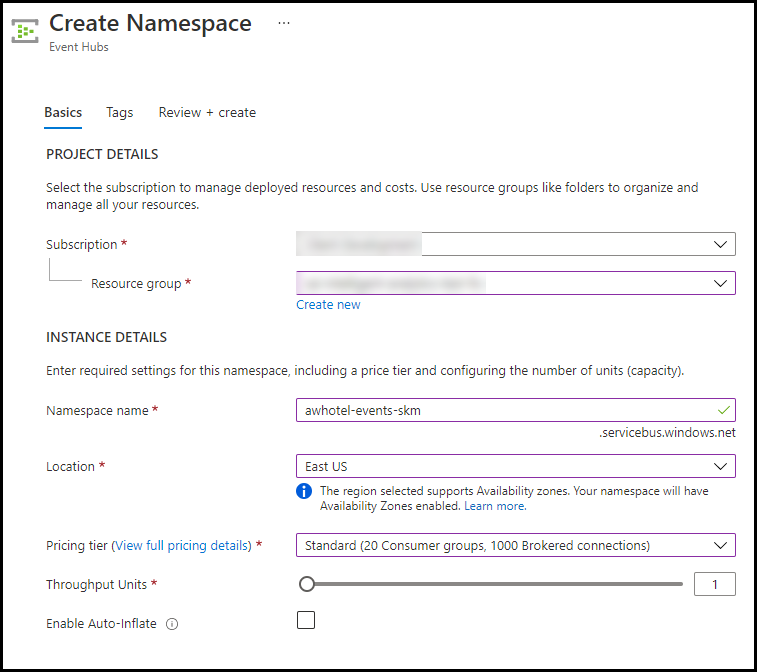 Create Namespace ...
Event Hubs
Basics Tags Review + create
PROJECT DETAILS
Select the subscription to manage deployed resources and costs. Use resource groups like folders to organize and
manage all your resources.
Subscription *
Resource group *
Create new
INSTANCE DETAILS
Enter required settings for this namespace, including a price tier and configuring the number of units (capacity).
Namespace name * awhotel-events-skm
.servicebus.windows.net
Location * East US
The region selected supports Availability zones. Your namespace will have
Availability Zones enabled. Learn more.
Pricing tier (View full pricing details) * Standard (20 Consumer groups, 1000 Brokered connections)
Throughput Units * 1
Enable Auto-Inflate